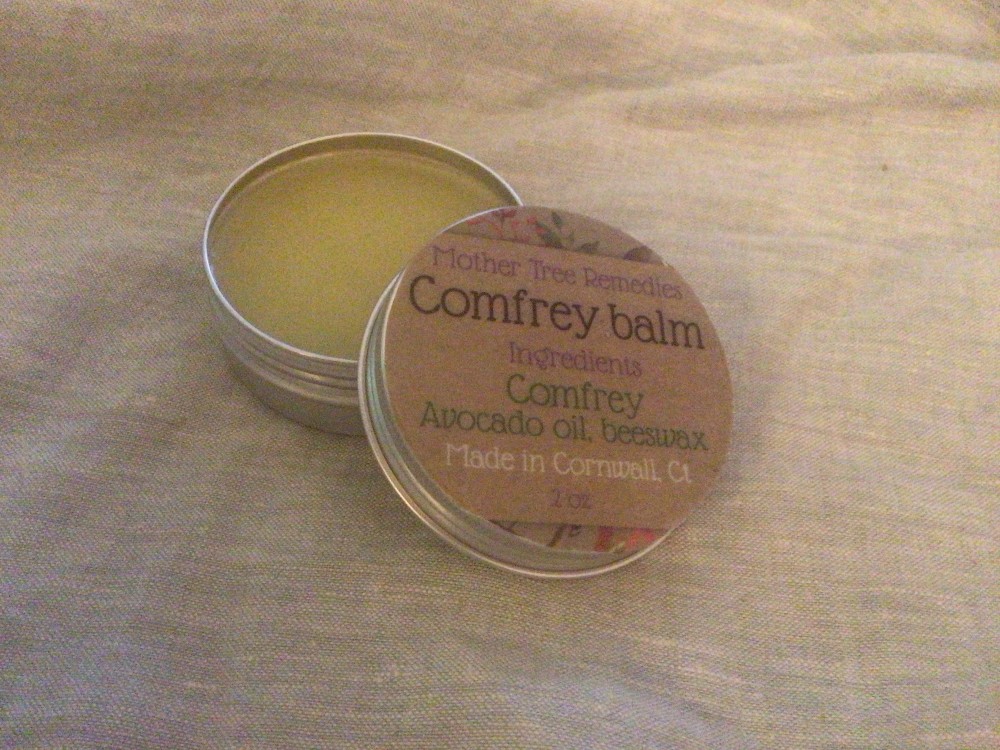 Mother Tree Remedies
Comfrey balm
Ingredients
Comfrey
Avocado oil, beeswax
Made in Cornwall, Ct
2 oz